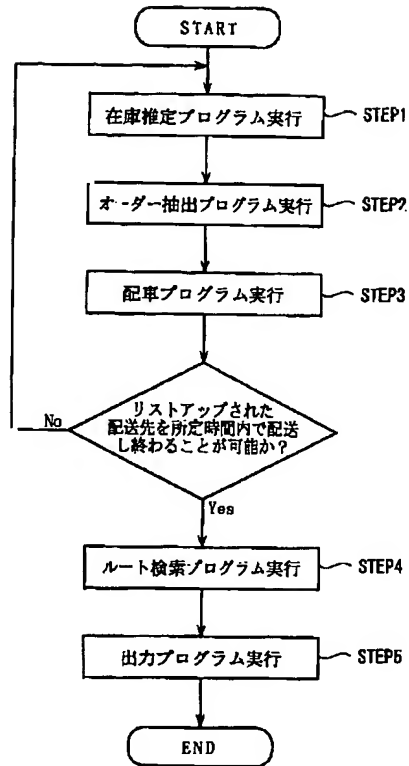 START
在庫推定プログラム実行
STEP1
オーダー抽出プログラム実行
STEP2
配車プログラム実行
STEP3
リストアップされた
配送先を所定時間内で配送
し終わることが可能か？
No
Yes
ルート検索プログラム実行
STEP4
出力プログラム実行
STEP5
END